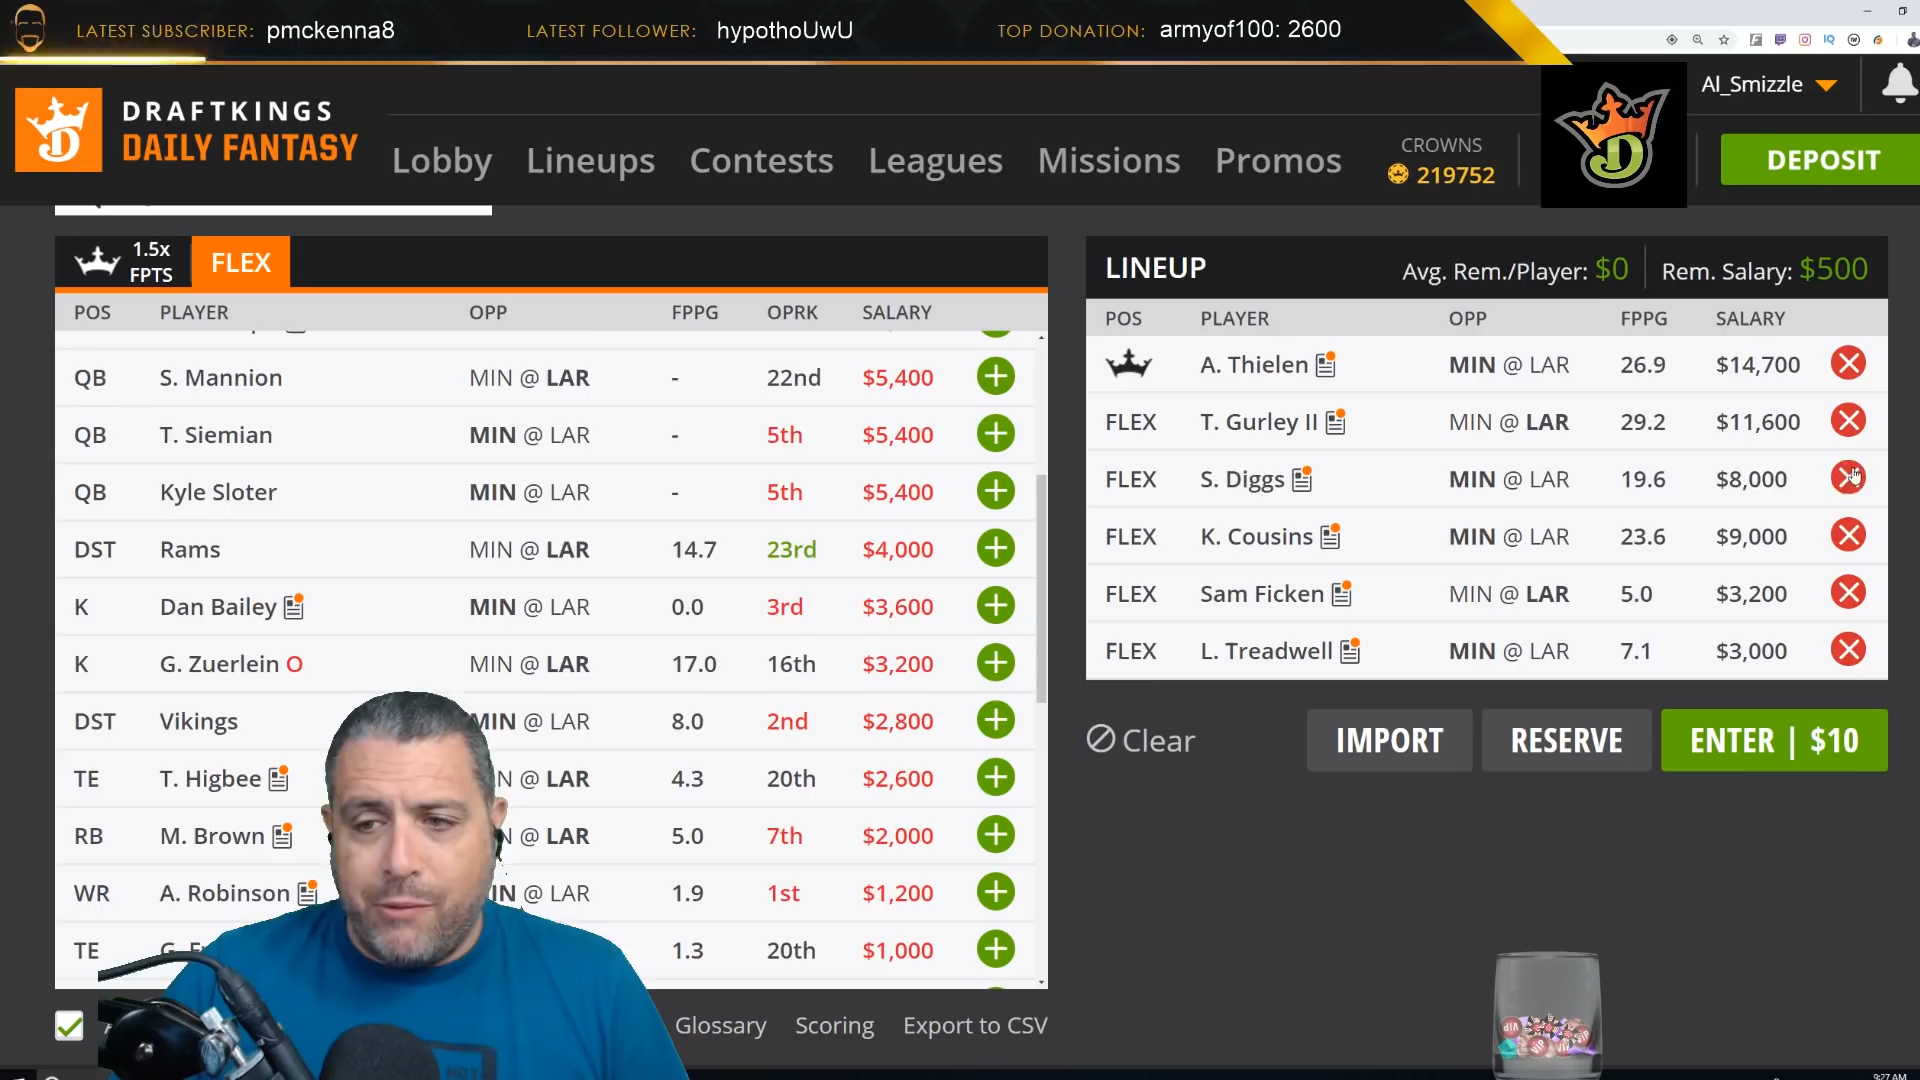 LATEST SUBSCRIBER: pmckenna8
LATEST FOLLOWER: hypothoUwU
TOP DONATION: armyof100: 2600
DRAFTKINGS
DAILY FANTASY
Lobby Lineups Contests Leagues Missions Promos
CROWNS
219752
Al_Smizzle
DEPOSIT
1.5x
FPTS
FLEX
POS PLAYER OPP FPPG OPRK SALARY
QB S. Mannion MIN @ LAR - 22nd $5,400
QB T. Siemian MIN @ LAR - 5th $5,400
QB Kyle Sloter MIN @ LAR - 5th $5,400
DST Rams MIN @ LAR 14.7 23rd $4,000
K Dan Bailey MIN @ LAR 0.0 3rd $3,600
K G. Zuerlein O MIN @ LAR 17.0 16th $3,200
DST Vikings MIN @ LAR 8.0 2nd $2,800
TE T. Higbee @ LAR 4.3 20th $2,600
RB M. Brown @ LAR 5.0 7th $2,000
WR A. Robinson @ LAR 1.9 1st $1,200
TE 1.3 20th $1,000
Glossary Scoring Export to CSV
LINEUP Avg. Rem./Player: $0 Rem. Salary: $500
POS PLAYER OPP FPPG SALARY
A. Thielen MIN @ LAR 26.9 $14,700
FLEX T. Gurley II MIN @ LAR 29.2 $11,600
FLEX S. Diggs MIN @ LAR 19.6 $8,000
FLEX K. Cousins MIN @ LAR 23.6 $9,000
FLEX Sam Ficken MIN @ LAR 5.0 $3,200
FLEX L. Treadwell MIN @ LAR 7.1 $3,000
Clear IMPORT RESERVE ENTER | $10
VIP
9:27 AM